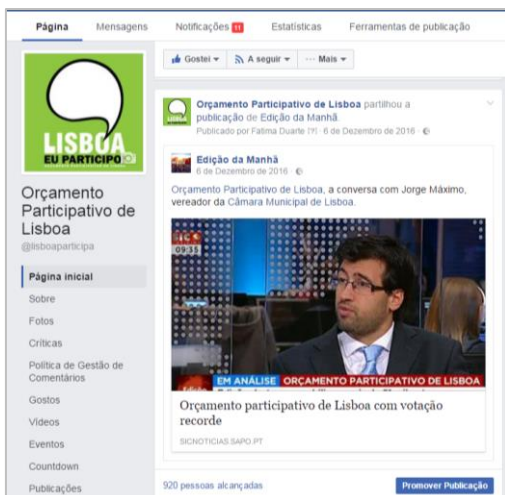 Página Mensagens Notificações 11 Estatísticas Ferramentas de publicação
Gostei A seguir Mais
LISBOA
EU PARTICIPO
Orçamento
Participativo de
Lisboa
@lisboaparticipa
Página inicial
Sobre
Fotos
Críticas
Política de Gestão de
Comentários
Gostos
Vídeos
Eventos
Countdown
Publicações
Orçamento Participativo de Lisboa partilhou a
publicação de Edição da Manhã.
Publicado por Fatima Duarte [?] · 6 de Dezembro de 2016 ·
Edição da Manhã
6 de Dezembro de 2016 ·
Orçamento Participativo de Lisboa, a conversa com Jorge Máximo,
vereador da Câmara Municipal de Lisboa.
09:35
EM ANÁLISE ORÇAMENTO PARTICIPATIVO DE LISBOA
Orçamento participativo de Lisboa com votação
recorde
SICNOTICIAS.SAPO.PT
920 pessoas alcançadas Promover Publicação